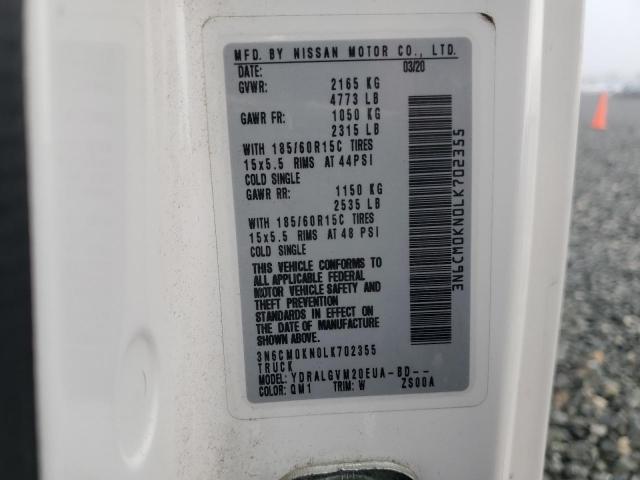 MFD. BY NISSAN MOTOR CO., LTD.
DATE: 03/20
GVWR: 2165 KG
4773 LB
GAWR FR: 1050 KG
2315 LB
WITH 185/60R15C TIRES
15x5.5 RIMS AT 44PSI
COLD SINGLE
GAWR RR: 1150 KG
2535 LB
WITH 185/60R15C TIRES
15x5.5 RIMS AT 48 PSI
COLD SINGLE
THIS VEHICLE CONFORMS TO
ALL APPLICABLE FEDERAL
MOTOR VEHICLE SAFETY AND
THEFT PREVENTION
STANDARDS IN EFFECT ON
THE DATE OF MANUFACTURE
SHOWN ABOVE.
3N6CM0KN0LK702355
TRUCK
MODEL: YDRALGVM20EUA-BD--
COLOR: QM1 TRIM: W ZS00A
3N6CM0KN0LK702355